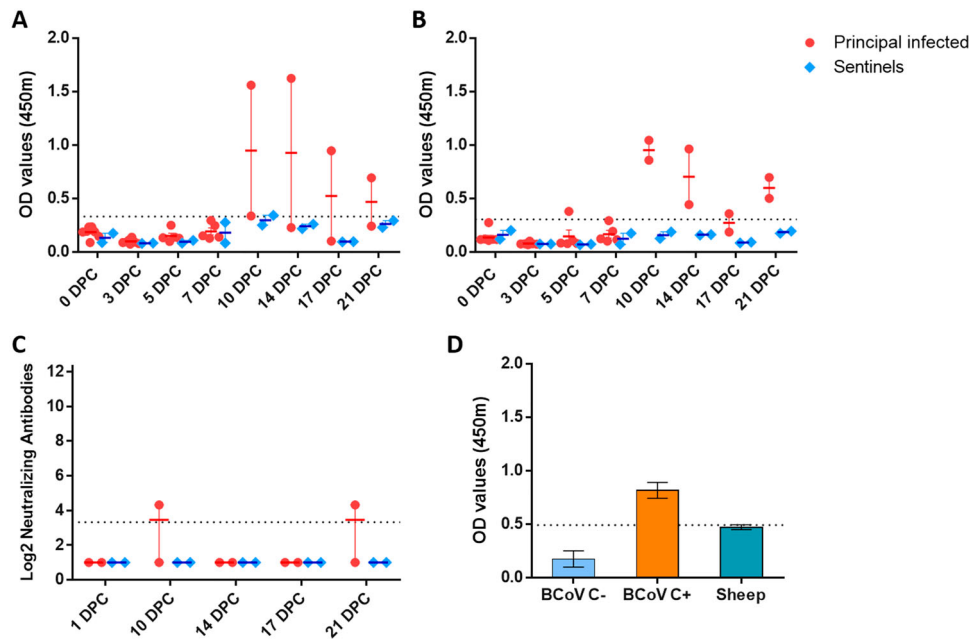 A
B
Principal infected
Sentinels
OD values (450m)
2.0
1.5
1.0
0.5
0.0
0 DPC
3 DPC
5 DPC
7 DPC
10 DPC
14 DPC
17 DPC
21 DPC
OD values (450m)
2.0
1.5
1.0
0.5
0.0
0 DPC
3 DPC
5 DPC
7 DPC
10 DPC
14 DPC
17 DPC
21 DPC
C
Log2 Neutralizing Antibodies
12
10
8
6
4
2
0
1 DPC
10 DPC
14 DPC
17 DPC
21 DPC
D
OD values (450m)
2.0
1.5
1.0
0.5
0.0
BCoV C-
BCoV C+
Sheep